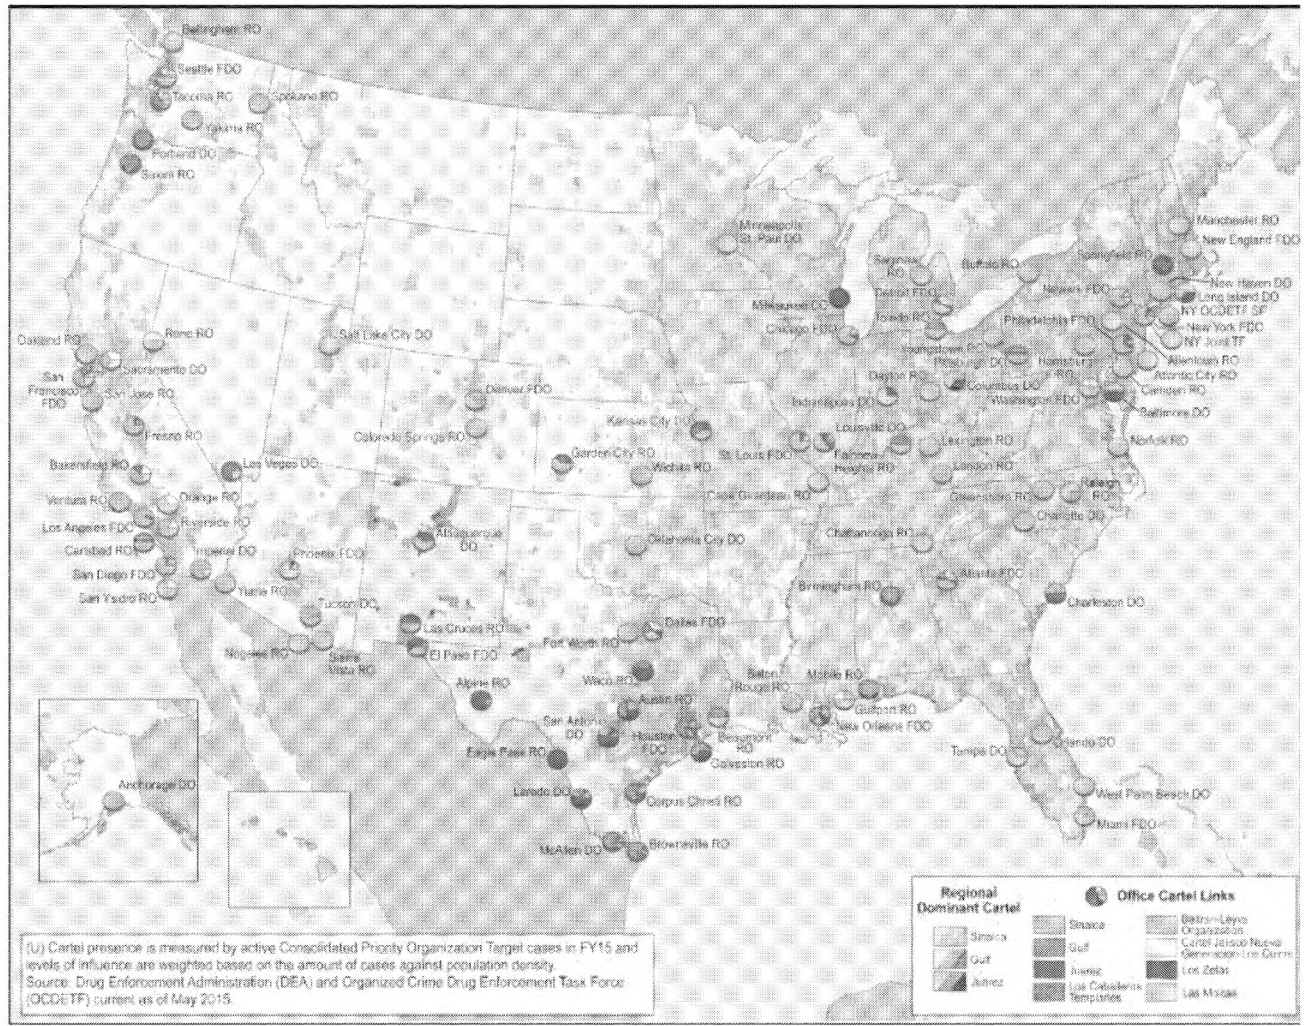 Bellingham RO
Seattle FDO
Tacoma RO
Spokane RO
Yakima RO
Portland DO
Salem RO
Minneapolis
St. Paul DO
Manchester RO
New England FDO
Springfield RO
Saginaw
RO
Buffalo RO
New Haven DO
Detroit FDO
Newark FDO
Long Island DO
Milwaukee DO
NY OCDETF SF
Toledo RO
Philadelphia FDO
New York FDO
Chicago FDO
NY Joint TF
Oakland RO
Reno RO
Salt Lake City DO
Youngstown RO
Pittsburgh DO
Harrisburg
RO
Allentown RO
Sacramento DO
Atlantic City RO
San
Francisco
FDO
San Jose RO
Denver FDO
Dayton RO
Columbus DO
Washington FDO
Camden RO
Indianapolis DO
Baltimore DO
Fresno RO
Colorado Springs RO
Kansas City DO
Louisville DO
St. Louis FDO
Fairview
Heights RO
Lexington RO
Norfolk RO
Garden City RO
Bakersfield RO
Las Vegas DO
Wichita RO
London RO
Ventura RO
Orange RO
Cape Girardeau RO
Greensboro RO
Raleigh
RO
Los Angeles FDO
Riverside RO
Charlotte DO
Carlsbad RO
Imperial DO
Phoenix FDO
Albuquerque
DO
Oklahoma City DO
Chattanooga RO
San Diego FDO
San Ysidro RO
Yuma RO
Birmingham RO
Atlanta FDO
Charleston DO
Tucson DO
Las Cruces RO
Dallas FDO
Fort Worth RO
Nogales RO
Sierra
Vista RO
El Paso FDO
Waco RO
Baton
Rouge RO
Mobile RO
Alpine RO
Austin RO
Gulfport RO
San Antonio
DO
Houston
FDO
Beaumont
RO
New Orleans FDO
Eagle Pass RO
Galveston RO
Orlando DO
Tampa DO
Anchorage DO
Laredo DO
Corpus Christi RO
West Palm Beach DO
Miami FDO
McAllen DO
Brownsville RO
Regional
Dominant Cartel
Sinaloa
Gulf
Juarez
Office Cartel Links
Sinaloa
Gulf
Juarez
Los Caballeros
Templarios
Beltran-Leyva
Organization
Cartel Jalisco Nueva
Generacion-Los Cuinis
Los Zetas
Las Moicas
(U) Cartel presence is measured by active Consolidated Priority Organization Target cases in FY15 and
levels of influence are weighted based on the amount of cases against population density.
Source: Drug Enforcement Administration (DEA) and Organized Crime Drug Enforcement Task Force
(OCDETF) current as of May 2015.